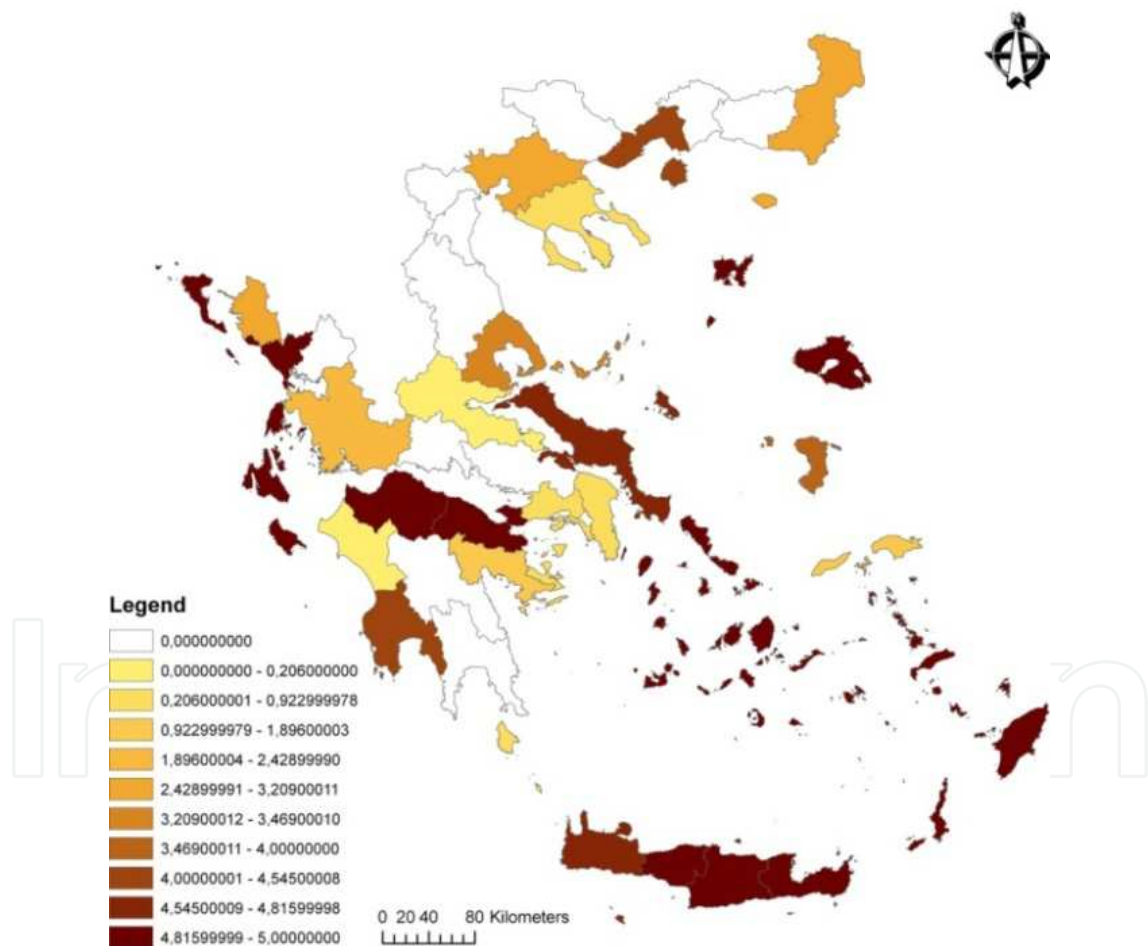 Legend
0,000000000
0,000000000 - 0,206000000
0,206000001 - 0,922999978
0,922999979 - 1,89600003
1,89600004 - 2,42899990
2,42899991 - 3,20900011
3,20900012 - 3,46900010
3,46900011 - 4,00000000
4,00000001 - 4,54500008
4,54500009 - 4,81599998
4,81599999 - 5,00000000
0 20 40 80 Kilometers